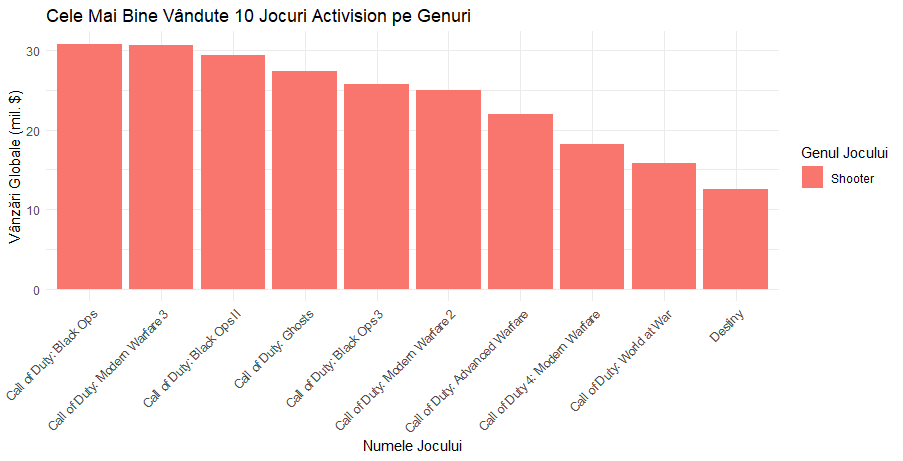 Cele Mai Bine Vândute 10 Jocuri Activision pe Genuri
Vânzări Globale (mil. $)
30
20
10
0
Call of Duty: Black Ops
Call of Duty: Modern Warfare 3
Call of Duty: Black Ops II
Call of Duty: Ghosts
Call of Duty: Black Ops 3
Call of Duty: Modern Warfare 2
Call of Duty: Advanced Warfare
Call of Duty 4: Modern Warfare
Call of Duty: World at War
Destiny
Numele Jocului
Genul Jocului
Shooter